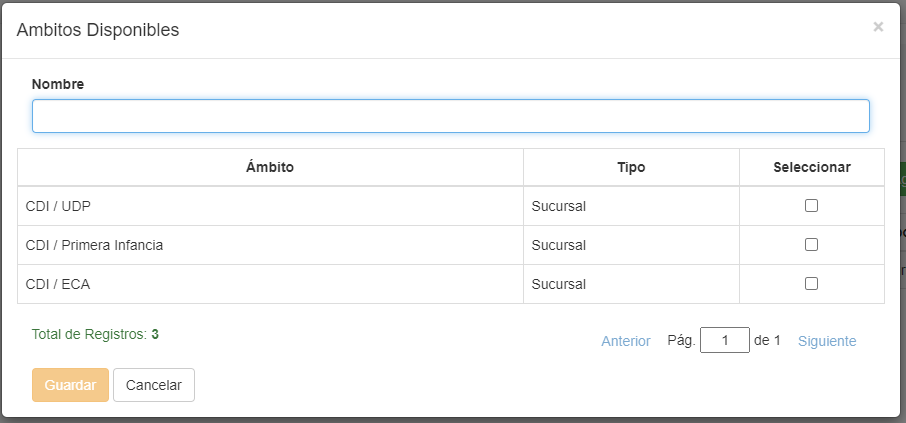 Ambitos Disponibles ×
Nombre
Ámbito Tipo Seleccionar
CDI / UDP Sucursal
CDI / Primera Infancia Sucursal
CDI / ECA Sucursal
Total de Registros: 3
Anterior Pág. 1 de 1 Siguiente
Guardar Cancelar